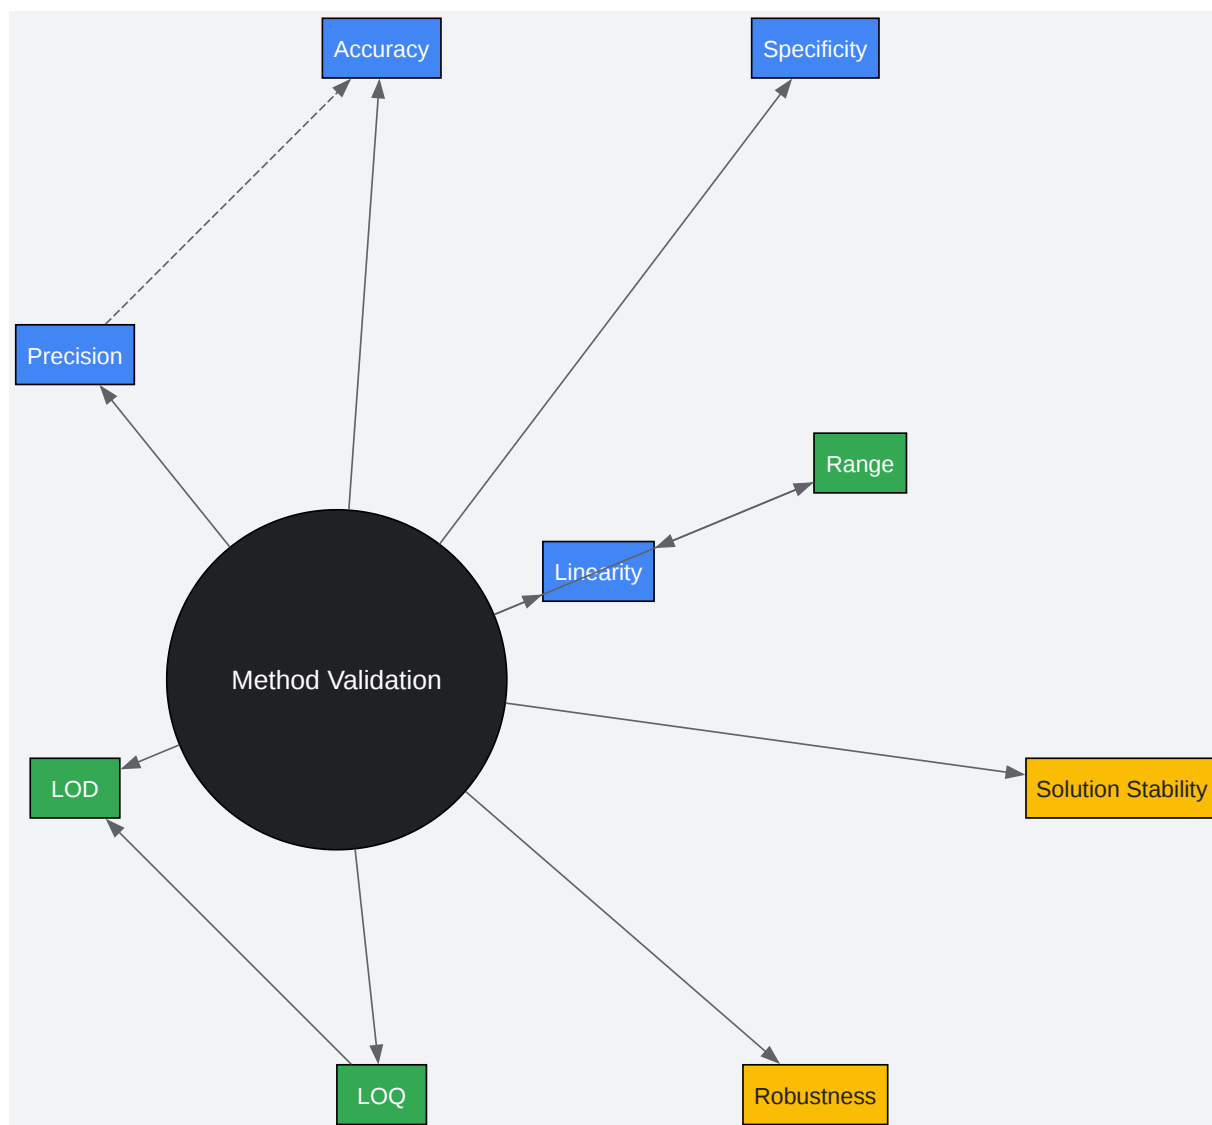 Accuracy
Specificity
Precision
Range
Linearity
Method Validation
LOD
Solution Stability
LOQ
Robustness